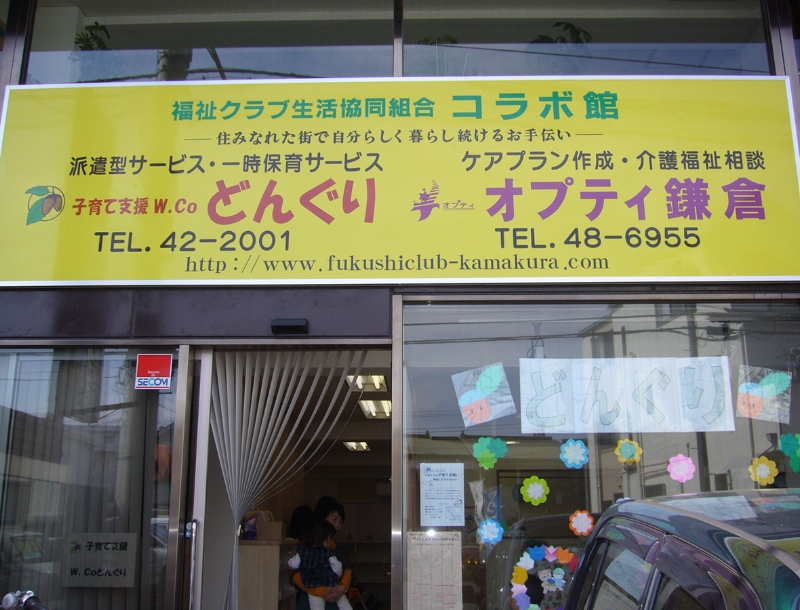 福祉クラブ生活協同組合 コラボ館
住みなれた街で自分らしく暮らし続けるお手伝い
派遣型サービス・一時保育サービス
子育て支援 W.Co どんぐり
TEL. 42-2001
ケアプラン作成・介護福祉相談
オプティ オプティ鎌倉
TEL. 48-6955
http://www.fukushiclub-kamakura.com
SECOM
どんぐり
子育て支援
W.Coどんぐり